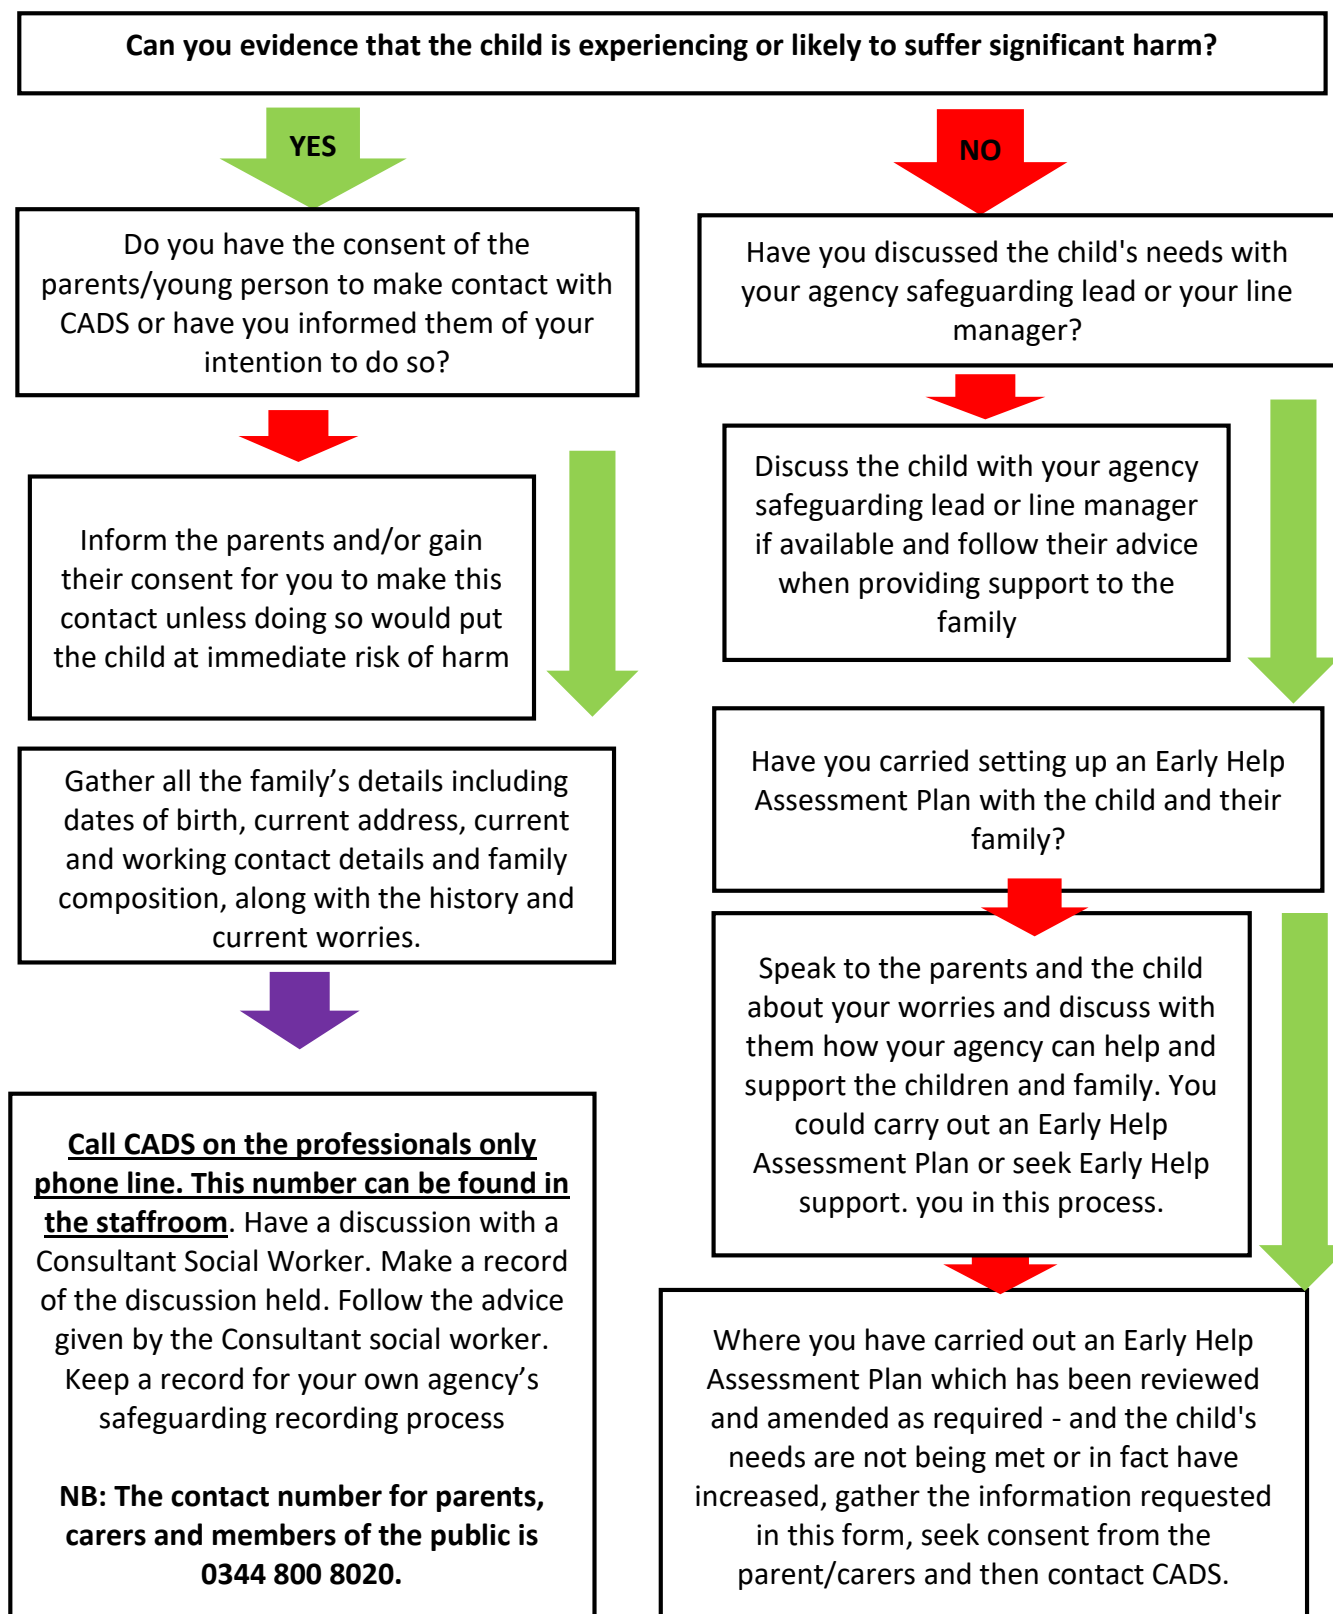 Can you evidence that the child is experiencing or likely to suffer significant harm?
YES
NO
Do you have the consent of the
parents/young person to make contact with
CADS or have you informed them of your
intention to do so?
Inform the parents and/or gain
their consent for you to make this
contact unless doing so would put
the child at immediate risk of harm
Gather all the family’s details including
dates of birth, current address, current
and working contact details and family
composition, along with the history and
current worries.
Call CADS on the professionals only
phone line. This number can be found in
the staffroom. Have a discussion with a
Consultant Social Worker. Make a record
of the discussion held. Follow the advice
given by the Consultant social worker.
Keep a record for your own agency’s
safeguarding recording process
NB: The contact number for parents,
carers and members of the public is
0344 800 8020.
Have you discussed the child's needs with
your agency safeguarding lead or your line
manager?
Discuss the child with your agency
safeguarding lead or line manager
if available and follow their advice
when providing support to the
family
Have you carried setting up an Early Help
Assessment Plan with the child and their
family?
Speak to the parents and the child
about your worries and discuss with
them how your agency can help and
support the children and family. You
could carry out an Early Help
Assessment Plan or seek Early Help
support. you in this process.
Where you have carried out an Early Help
Assessment Plan which has been reviewed
and amended as required - and the child's
needs are not being met or in fact have
increased, gather the information requested
in this form, seek consent from the
parent/carers and then contact CADS.